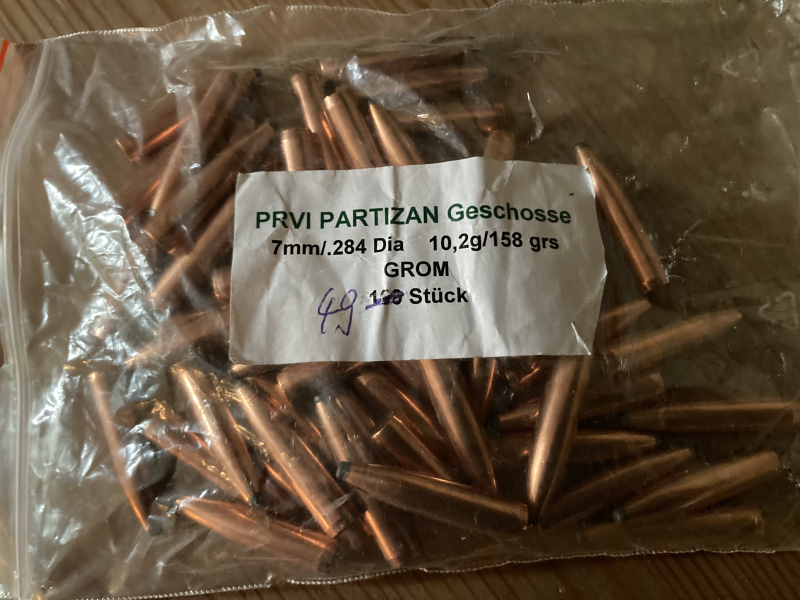 PRVI PARTIZAN Geschosse
7mm/.284 Dia 10,2g/158 grs
GROM
49 Stück